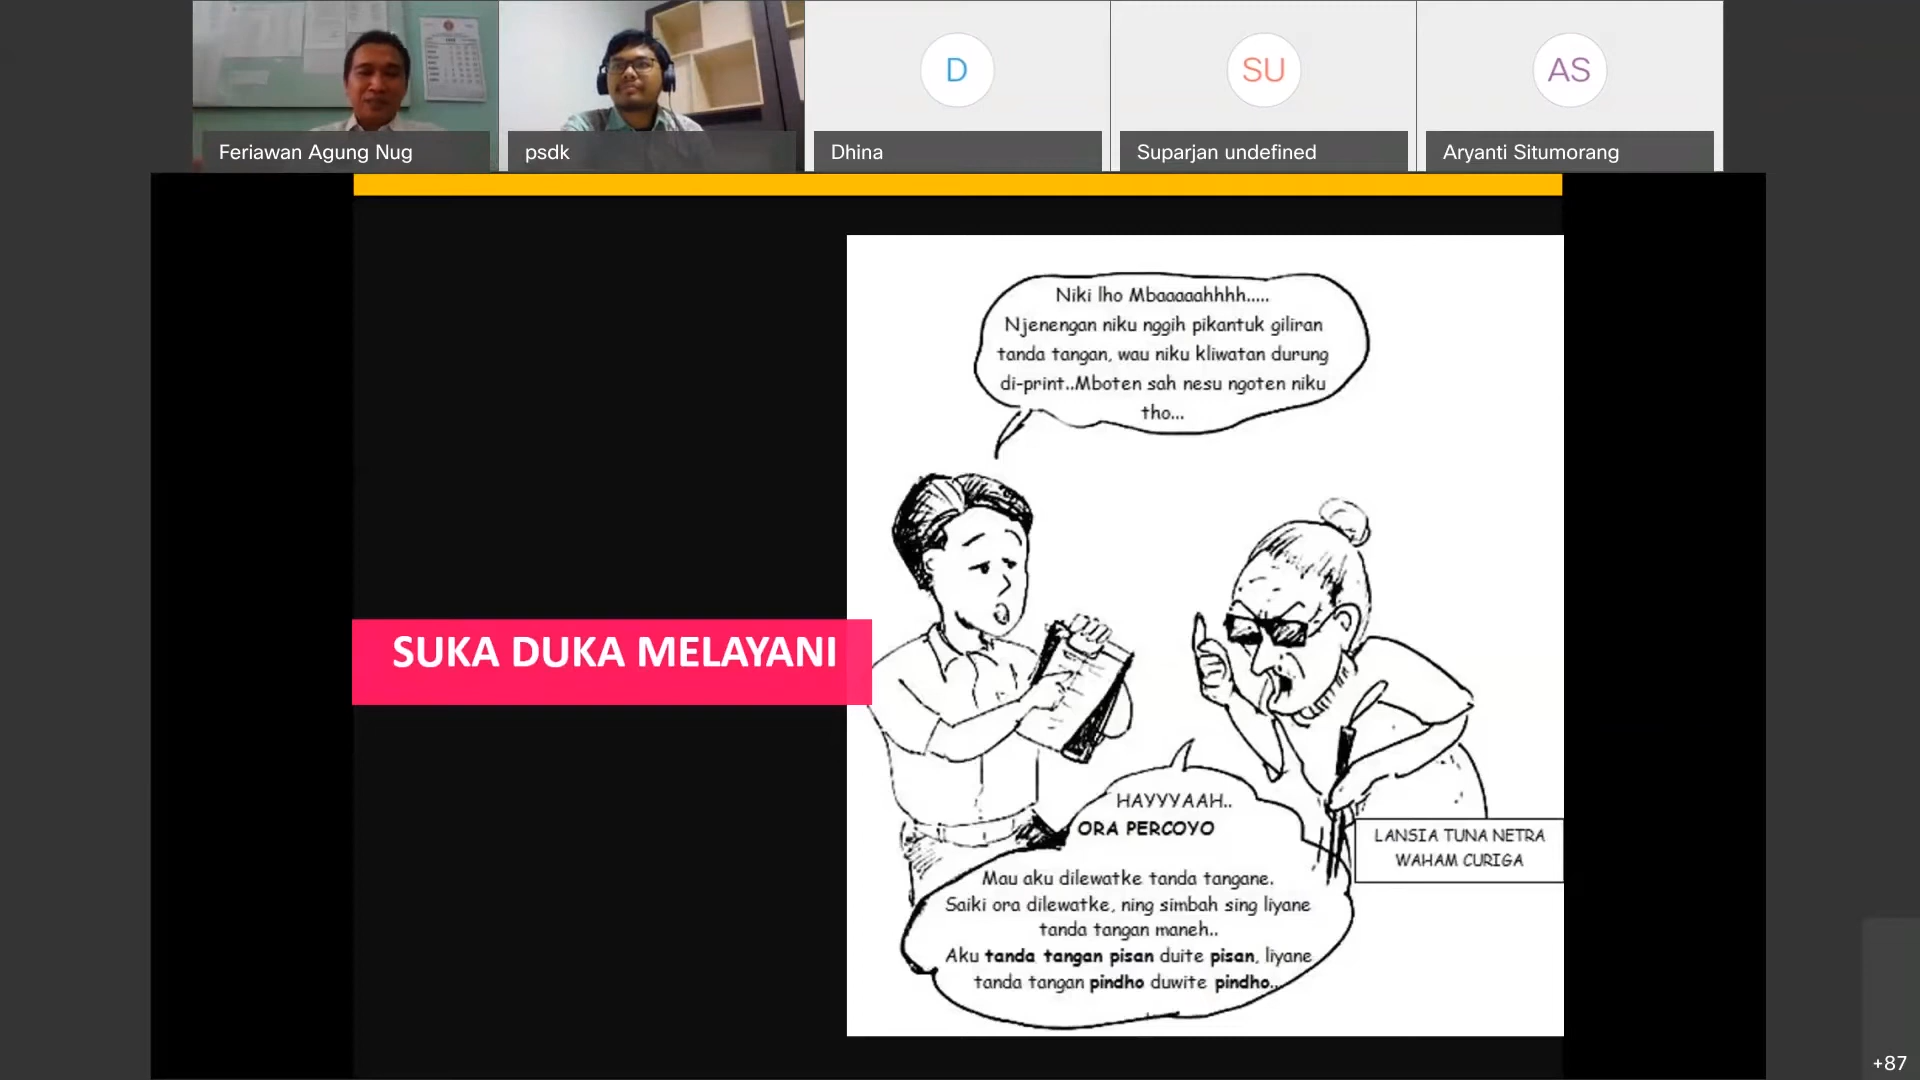 Feriawan Agung Nug
psdk
D
Dhina
SU
Suparjan undefined
AS
Aryanti Situmorang
Niki lho Mbaaaaahhhh.....
Njenengan niku nggih pikantuk giliran
tanda tangan, wau niku kliwatan durung
di-print..Mboten sah nesu ngoten niku
tho...
SUKA DUKA MELAYANI
HAYYYAAH..
ORA PERCOYO
Mau aku dilewatke tanda tangane.
Saiki ora dilewatke, ning simbah sing liyane
tanda tangan maneh..
Aku tanda tangan pisan duite pisan, liyane
tanda tangan pindho duwite pindho..
LANSIA TUNA NETRA
WAHAM CURIGA
+87